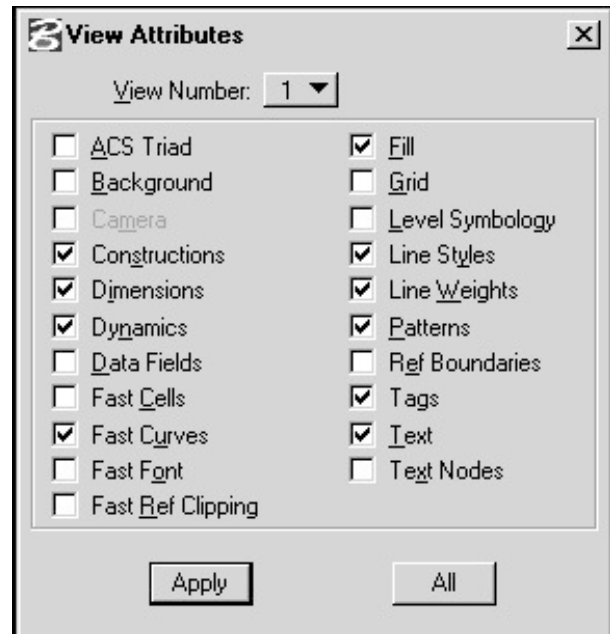 View Attributes
View Number: 1
ACS Triad
Background
Camera
Constructions
Dimensions
Dynamics
Data Fields
Fast Cells
Fast Curves
Fast Font
Fast Ref Clipping
Fill
Grid
Level Symbology
Line Styles
Line Weights
Patterns
Ref Boundaries
Tags
Text
Text Nodes
Apply
All